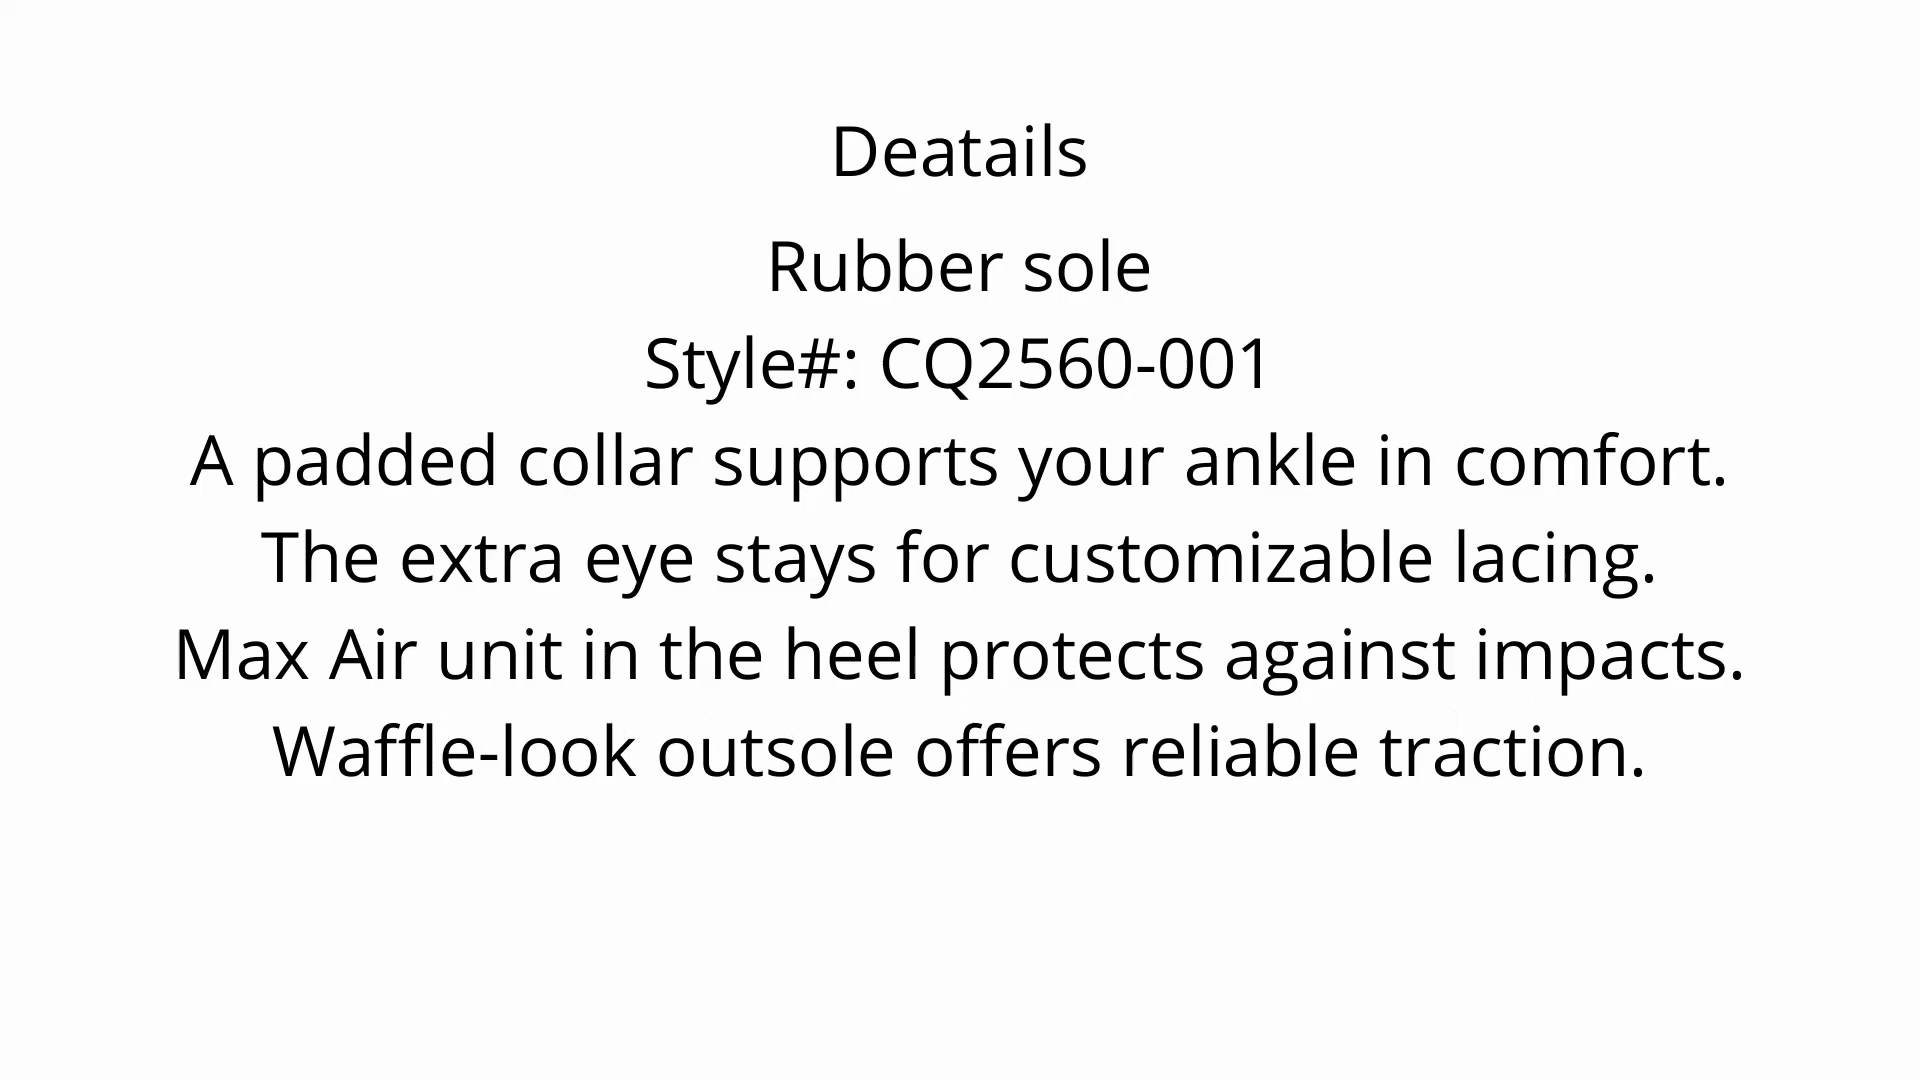 Deatails
Rubber sole
Style#: CQ2560-001
A padded collar supports your ankle in comfort.
The extra eye stays for customizable lacing.
Max Air unit in the heel protects against impacts.
Waffle-look outsole offers reliable traction.